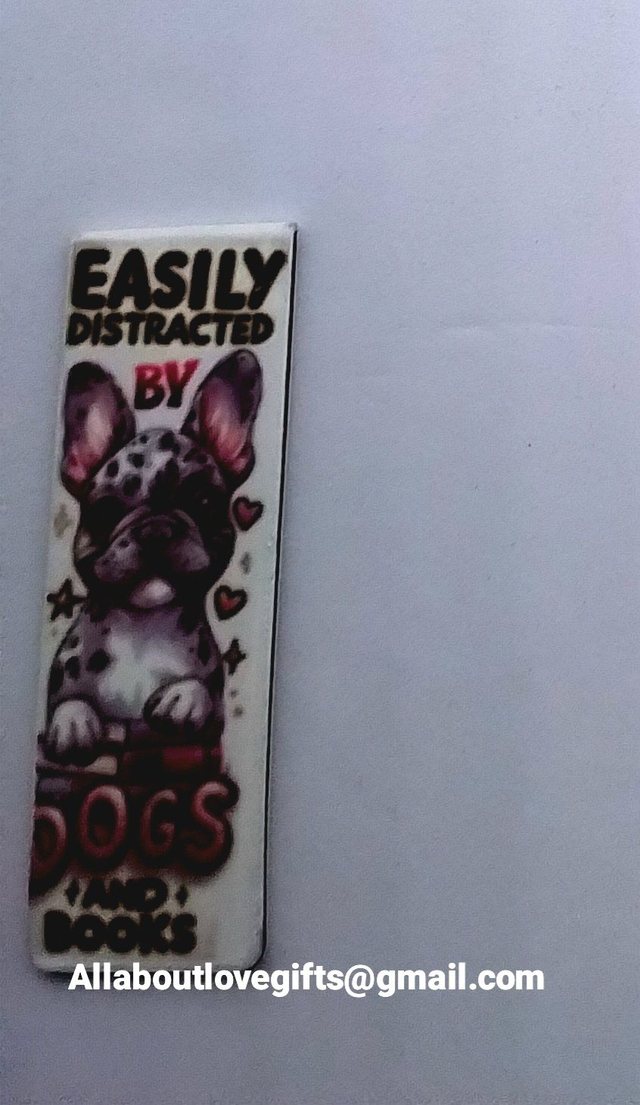 EASILY
DISTRACTED
BY
DOGS
AND
BOOKS
Allaboutlovegifts@gmail.com